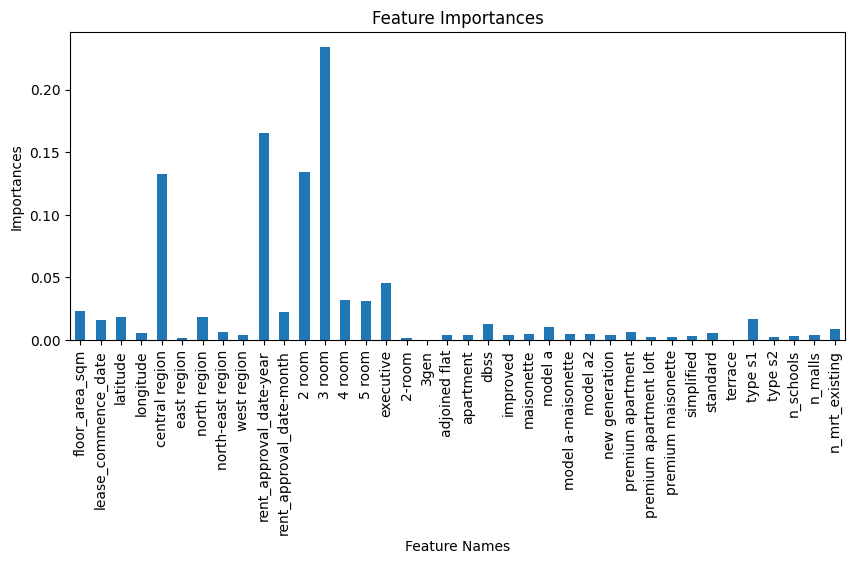 Feature Importances
Importances
0.20
0.15
0.10
0.05
0.00
floor_area_sqm
lease_commence_date
latitude
longitude
central region
east region
north region
north-east region
west region
rent_approval_date-year
rent_approval_date-month
2 room
3 room
4 room
5 room
executive
2-room
3gen
adjoined flat
apartment
dbss
improved
maisonette
model a
model a-maisonette
model a2
new generation
premium apartment
premium apartment loft
premium maisonette
simplified
standard
terrace
type s1
type s2
n_schools
n_malls
n_mrt_existing
Feature Names